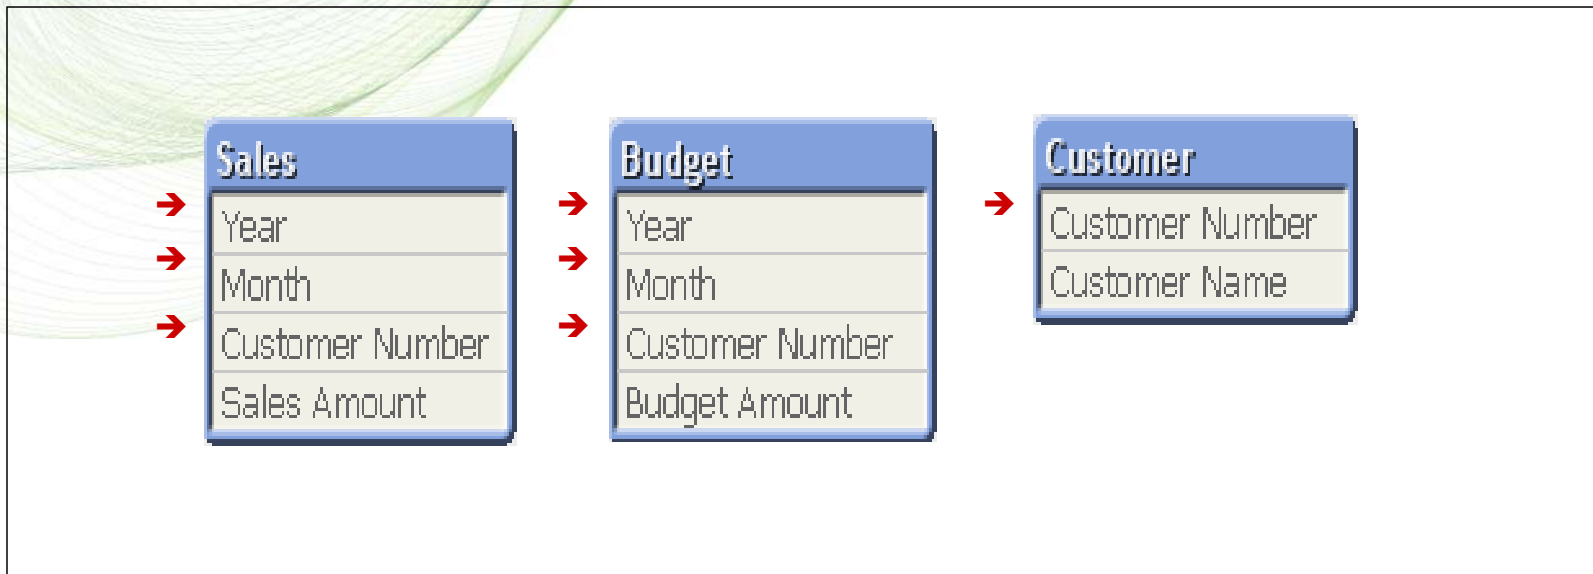 Sales
Year
Month
Customer Number
Sales Amount
Budget
Year
Month
Customer Number
Budget Amount
Customer
Customer Number
Customer Name